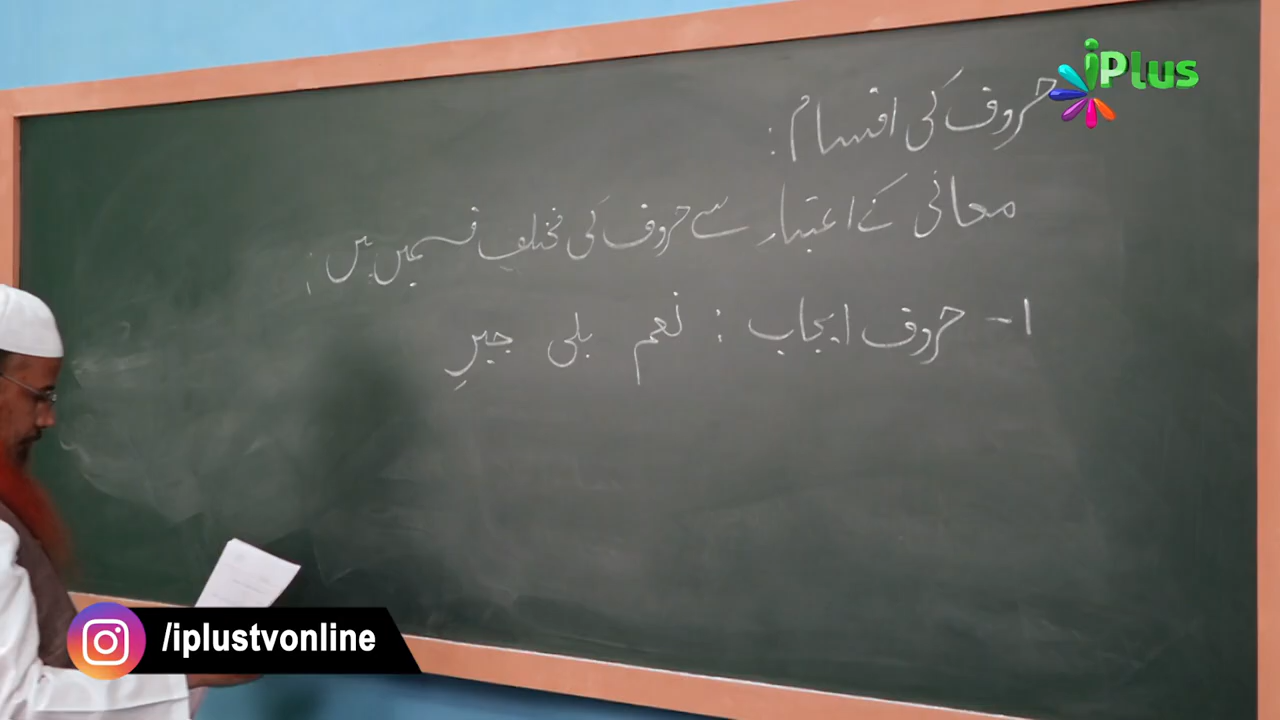 iPlus
حروف کی اقسام:
معانی کے اعتبار سے حروف کی مختلف قسمیں ہیں:
۱- حروف ایجاب: نعم بلی جیرِ
/iplustvonline